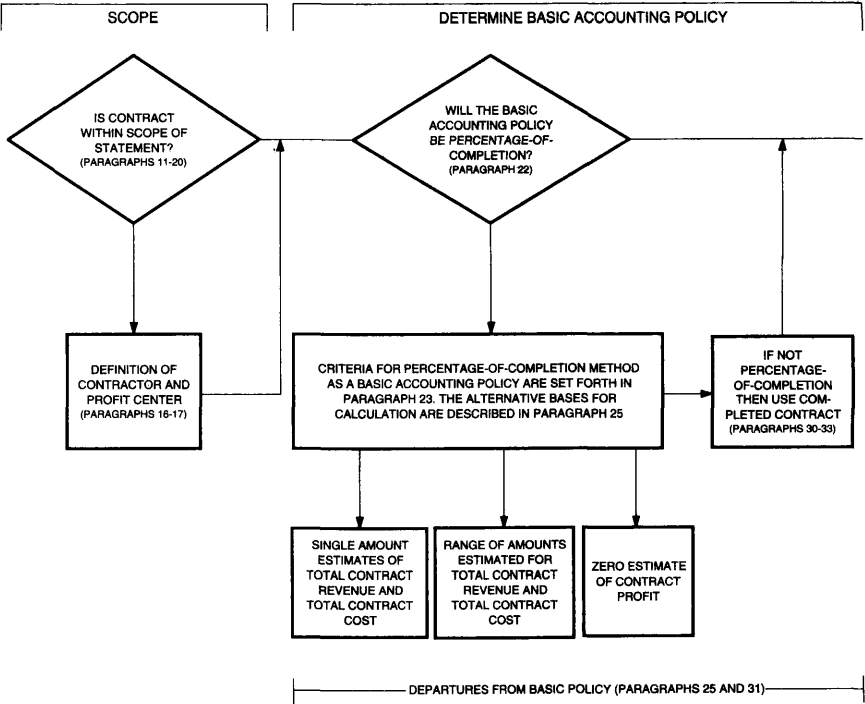 SCOPE
DETERMINE BASIC ACCOUNTING POLICY
IS CONTRACT
WITHIN SCOPE OF
STATEMENT?
(PARAGRAPHS 11-20)
WILL THE BASIC
ACCOUNTING POLICY
BE PERCENTAGE-OF-
COMPLETION?
(PARAGRAPH 22)
DEFINITION OF
CONTRACTOR AND
PROFIT CENTER
(PARAGRAPHS 16-17)
CRITERIA FOR PERCENTAGE-OF-COMPLETION METHOD
AS A BASIC ACCOUNTING POLICY ARE SET FORTH IN
PARAGRAPH 23. THE ALTERNATIVE BASES FOR
CALCULATION ARE DESCRIBED IN PARAGRAPH 25
IF NOT
PERCENTAGE-
OF-COMPLETION
THEN USE COM-
PLETED CONTRACT
(PARAGRAPHS 30-33)
SINGLE AMOUNT
ESTIMATES OF
TOTAL CONTRACT
REVENUE AND
TOTAL CONTRACT
COST
RANGE OF AMOUNTS
ESTIMATED FOR
TOTAL CONTRACT
REVENUE AND
TOTAL CONTRACT
COST
ZERO ESTIMATE
OF CONTRACT
PROFIT
DEPARTURES FROM BASIC POLICY (PARAGRAPHS 25 AND 31)